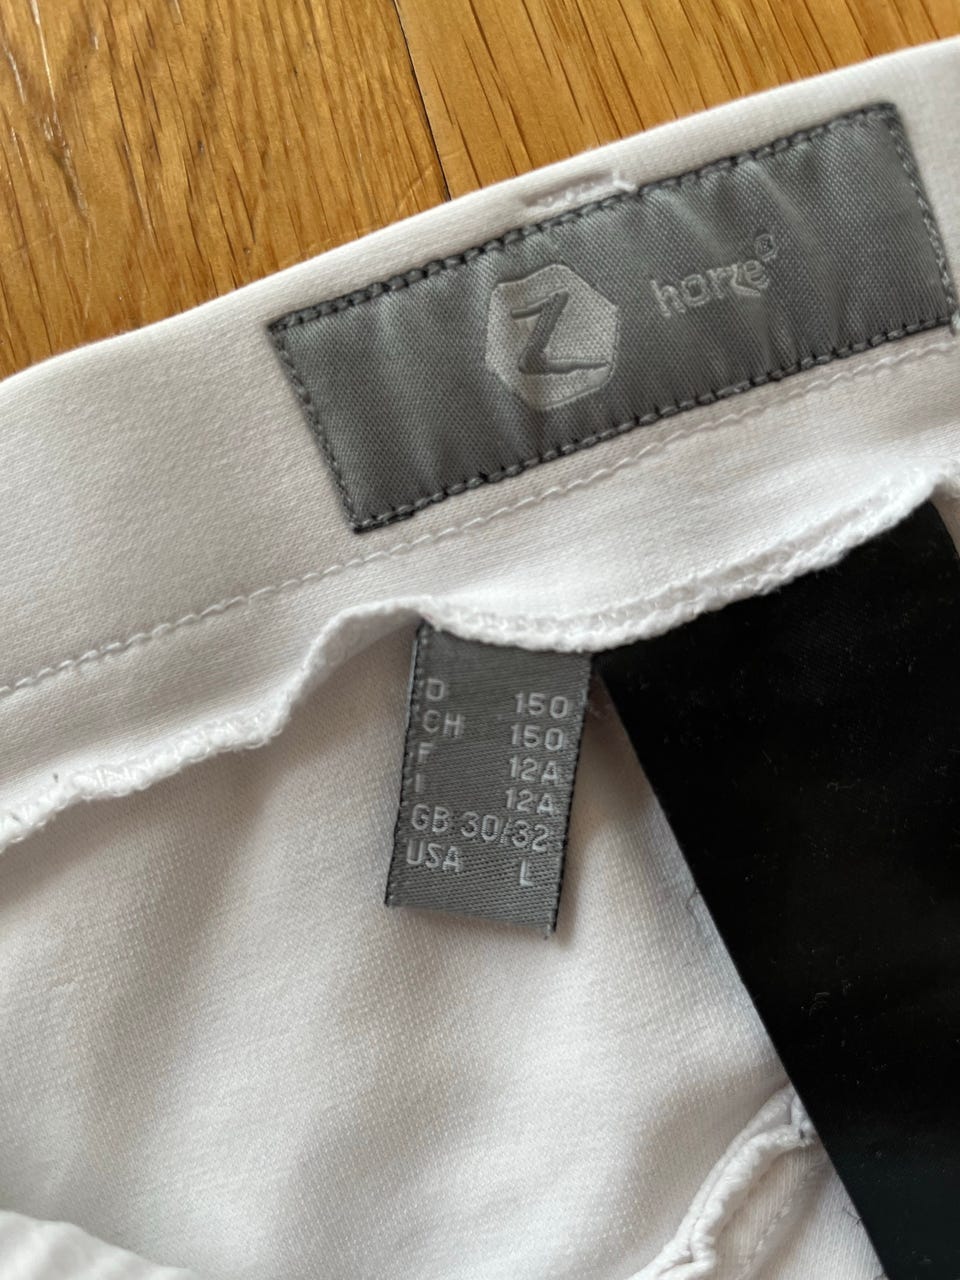 horze®
D 150
CH 150
F 12A
I 12A
GB 30/32
USA L